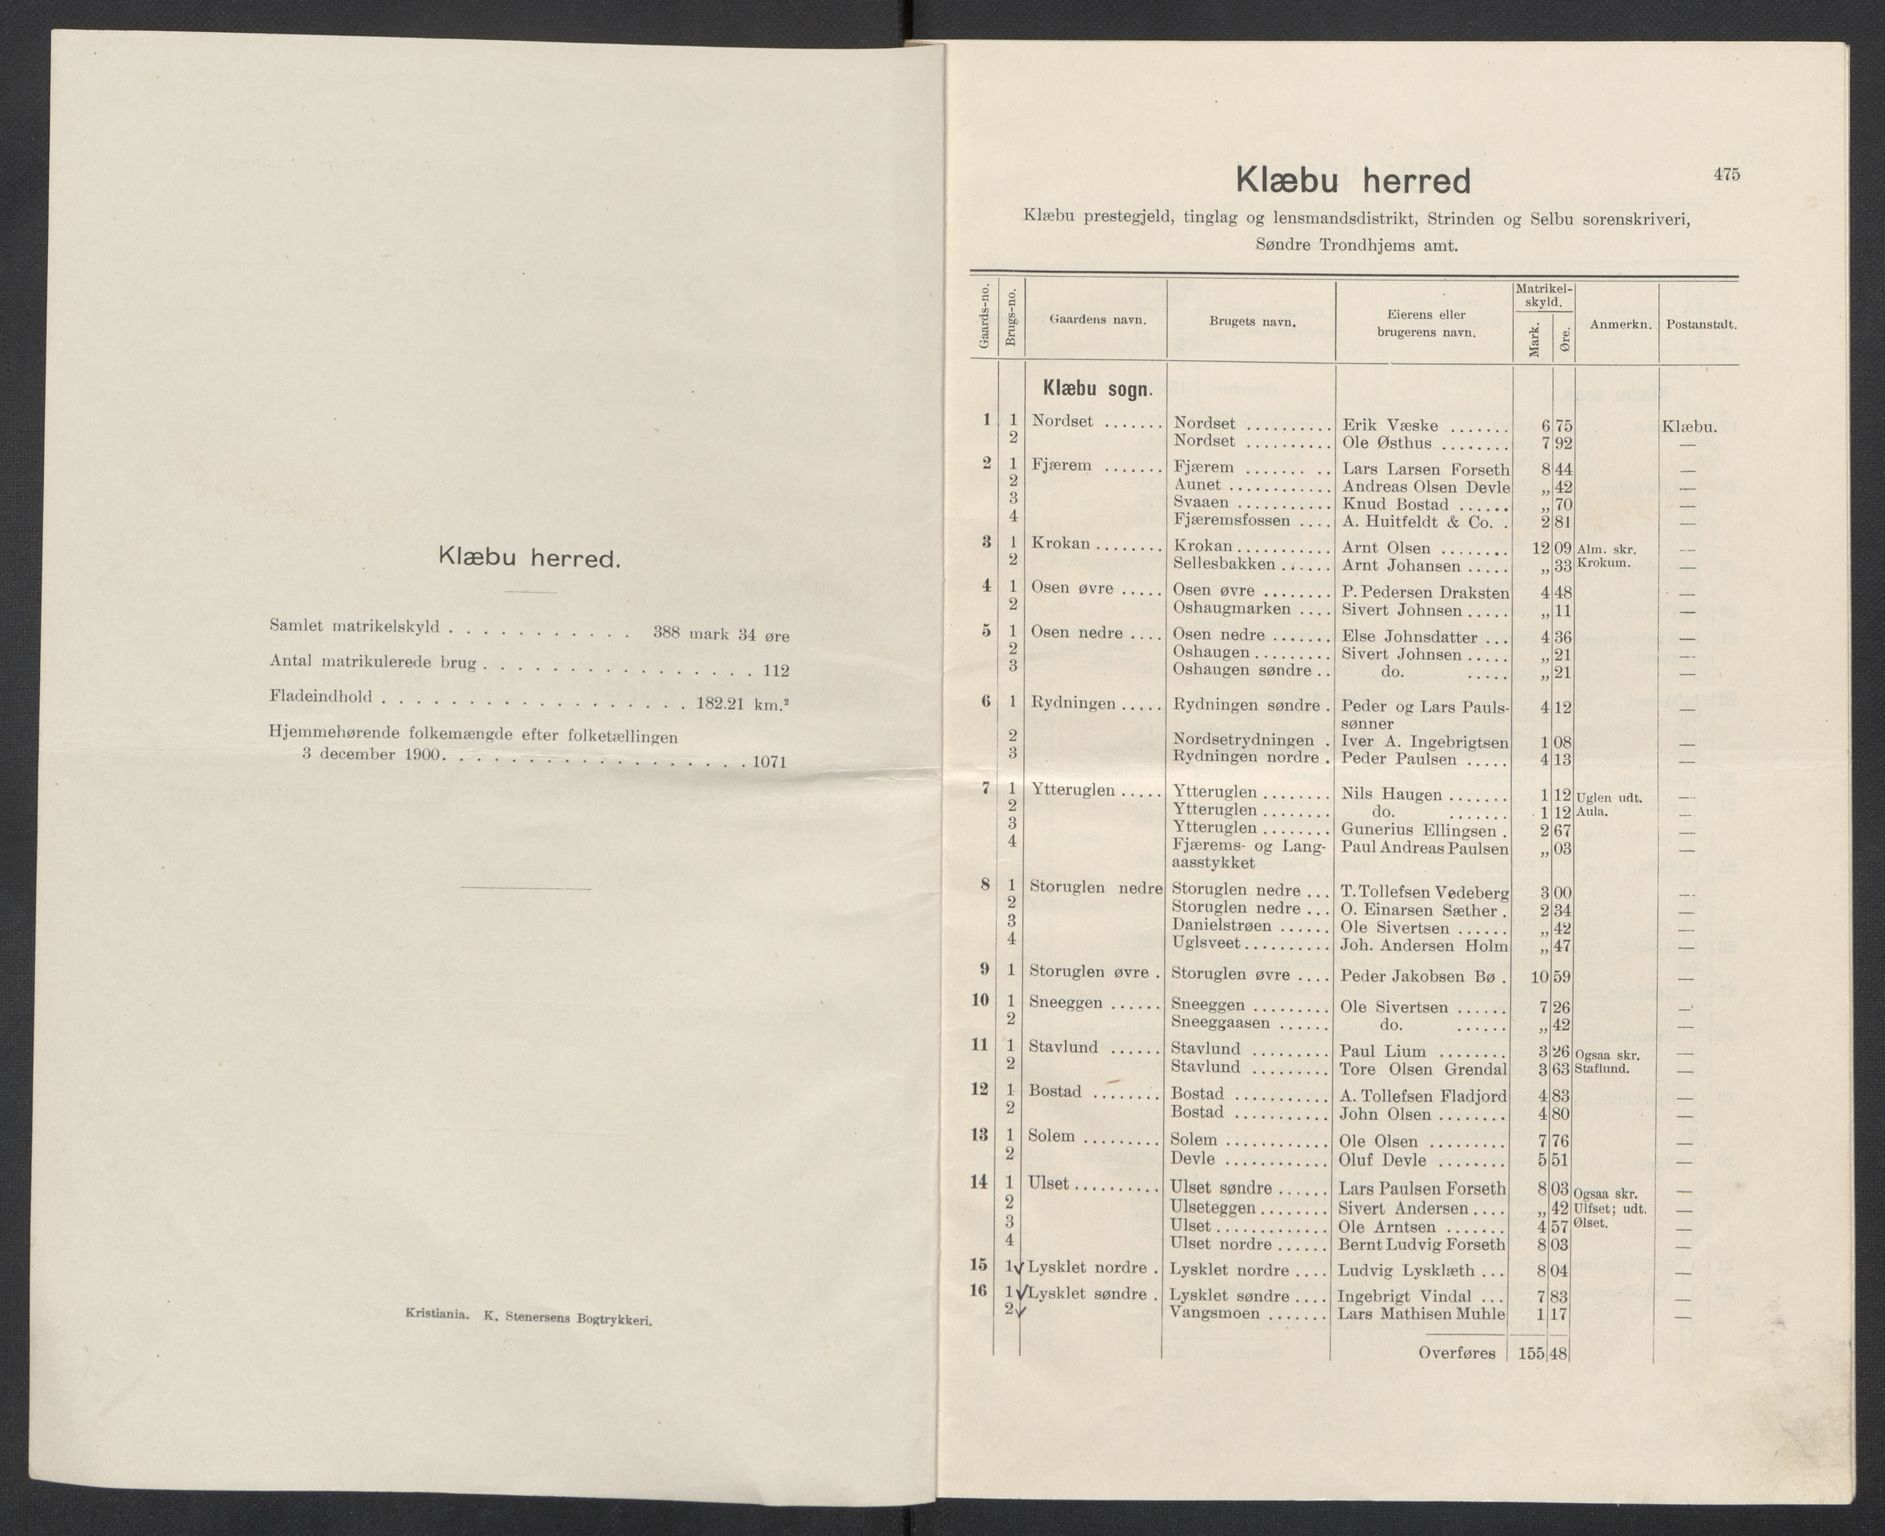 Klæbu herred.
Samlet matrikelskyld . . . . . . . . . . . 388 mark 34 øre
Antal matrikulerede brug . . . . . . . . . . . . . . . . 112
Fladeindhold . . . . . . . . . . . . . . . . . . 182.21 km.²
Hjemmehørende folkemængde efter folketællingen
3 december 1900. . . . . . . . . . . . . . . . . . 1071
Kristiania. K. Stenersens Bogtrykkeri.
475
Klæbu herred
Klæbu prestegjeld, tinglag og lensmandsdistrikt, Strinden og Selbu sorenskriveri,
Søndre Trondhjems amt.
Gaards-no. Brugs-no. Gaardens navn. Brugets navn. Eierens eller brugerens navn. Matrikel-skyld. Mark. Øre. Anmerkn. Postanstalt.
Klæbu sogn.
1 1 Nordset ....... Nordset .......... Erik Væske ....... 6 75 Klæbu.
2 Nordset .......... Ole Østhus ........ 7 92 —
2 1 Fjærem ....... Fjærem ....... .. Lars Larsen Forseth 8 44 —
2 Aunet ............ Andreas Olsen Devle „ 42 —
3 Svaaen ........... Knud Bostad ...... „ 70 —
4 Fjæremsfossen .... A. Huitfeldt & Co. . 2 81 —
3 1 Krokan ........ Krokan ........... Arnt Olsen ........ 12 09 Alm. skr. —
2 Sellesbakken ...... Arnt Johansen ..... „ 33 Krokum. —
4 1 Osen øvre ..... Osen øvre ........ P. Pedersen Draksten 4 48 —
2 Oshaugmarken .... Sivert Johnsen ..... „ 11 —
5 1 Osen nedre .... Osen nedre ....... Else Johnsdatter ... 4 36 —
2 Oshaugen ......... Sivert Johnsen ..... „ 21 —
3 Oshaugen søndre .. do. ..... „ 21 —
6 1 Rydningen ..... Rydningen søndre . Peder og Lars Pauls- 4 12 —
sønner
2 Nordsetrydningen . Iver A. Ingebrigtsen 1 08 —
3 Rydningen nordre . Peder Paulsen ..... 4 13 —
7 1 Ytteruglen ..... Ytteruglen ........ Nils Haugen ....... 1 12 Uglen udt. —
2 Ytteruglen ........ do. ....... 1 12 Aula. —
3 Ytteruglen ........ Gunerius Ellingsen . 2 67 —
4 Fjærems- og Lang- Paul Andreas Paulsen „ 03 —
aasstykket
8 1 Storuglen nedre Storuglen nedre ... T. Tollefsen Vedeberg 3 00 —
2 Storuglen nedre ... O. Einarsen Sæther . 2 34 —
3 Danielstrøen ...... Ole Sivertsen ...... „ 42 —
4 Uglsveet .......... Joh. Andersen Holm „ 47 —
9 1 Storuglen øvre . Storuglen øvre .... Peder Jakobsen Bø . 10 59 —
10 1 Sneeggen ...... Sneeggen ......... Ole Sivertsen ...... 7 26 —
2 Sneeggaasen ...... do. ...... „ 42 —
11 1 Stavlund ...... Stavlund ......... Paul Lium ........ 3 26 Ogsaa skr. —
2 Stavlund ......... Tore Olsen Grendal 3 63 Staflund. —
12 1 Bostad ........ Bostad ........... A. Tollefsen Fladjord 4 83 —
2 Bostad ........... John Olsen ........ 4 80 —
13 1 Solem ......... Solem ............ Ole Olsen ......... 7 76 —
2 Devle ............ Oluf Devle ........ 5 51 —
14 1 Ulset .......... Ulset søndre ...... Lars Paulsen Forseth 8 03 Ogsaa skr. —
2 Ulseteggen ........ Sivert Andersen .... „ 42 Ulfset; udt. —
3 Ulset ............. Ole Arntsen ....... 4 57 Ølset. —
4 Ulset nordre ...... Bernt Ludvig Forseth 8 03 —
15 1 Lysklet nordre . Lysklet nordre .... Ludvig Lysklæth ... 8 04 —
16 1 Lysklet søndre . Lysklet søndre .... Ingebrigt Vindal ... 7 83 —
2 Vangsmoen ....... Lars Mathisen Muhle 1 17 —
Overføres 155 48